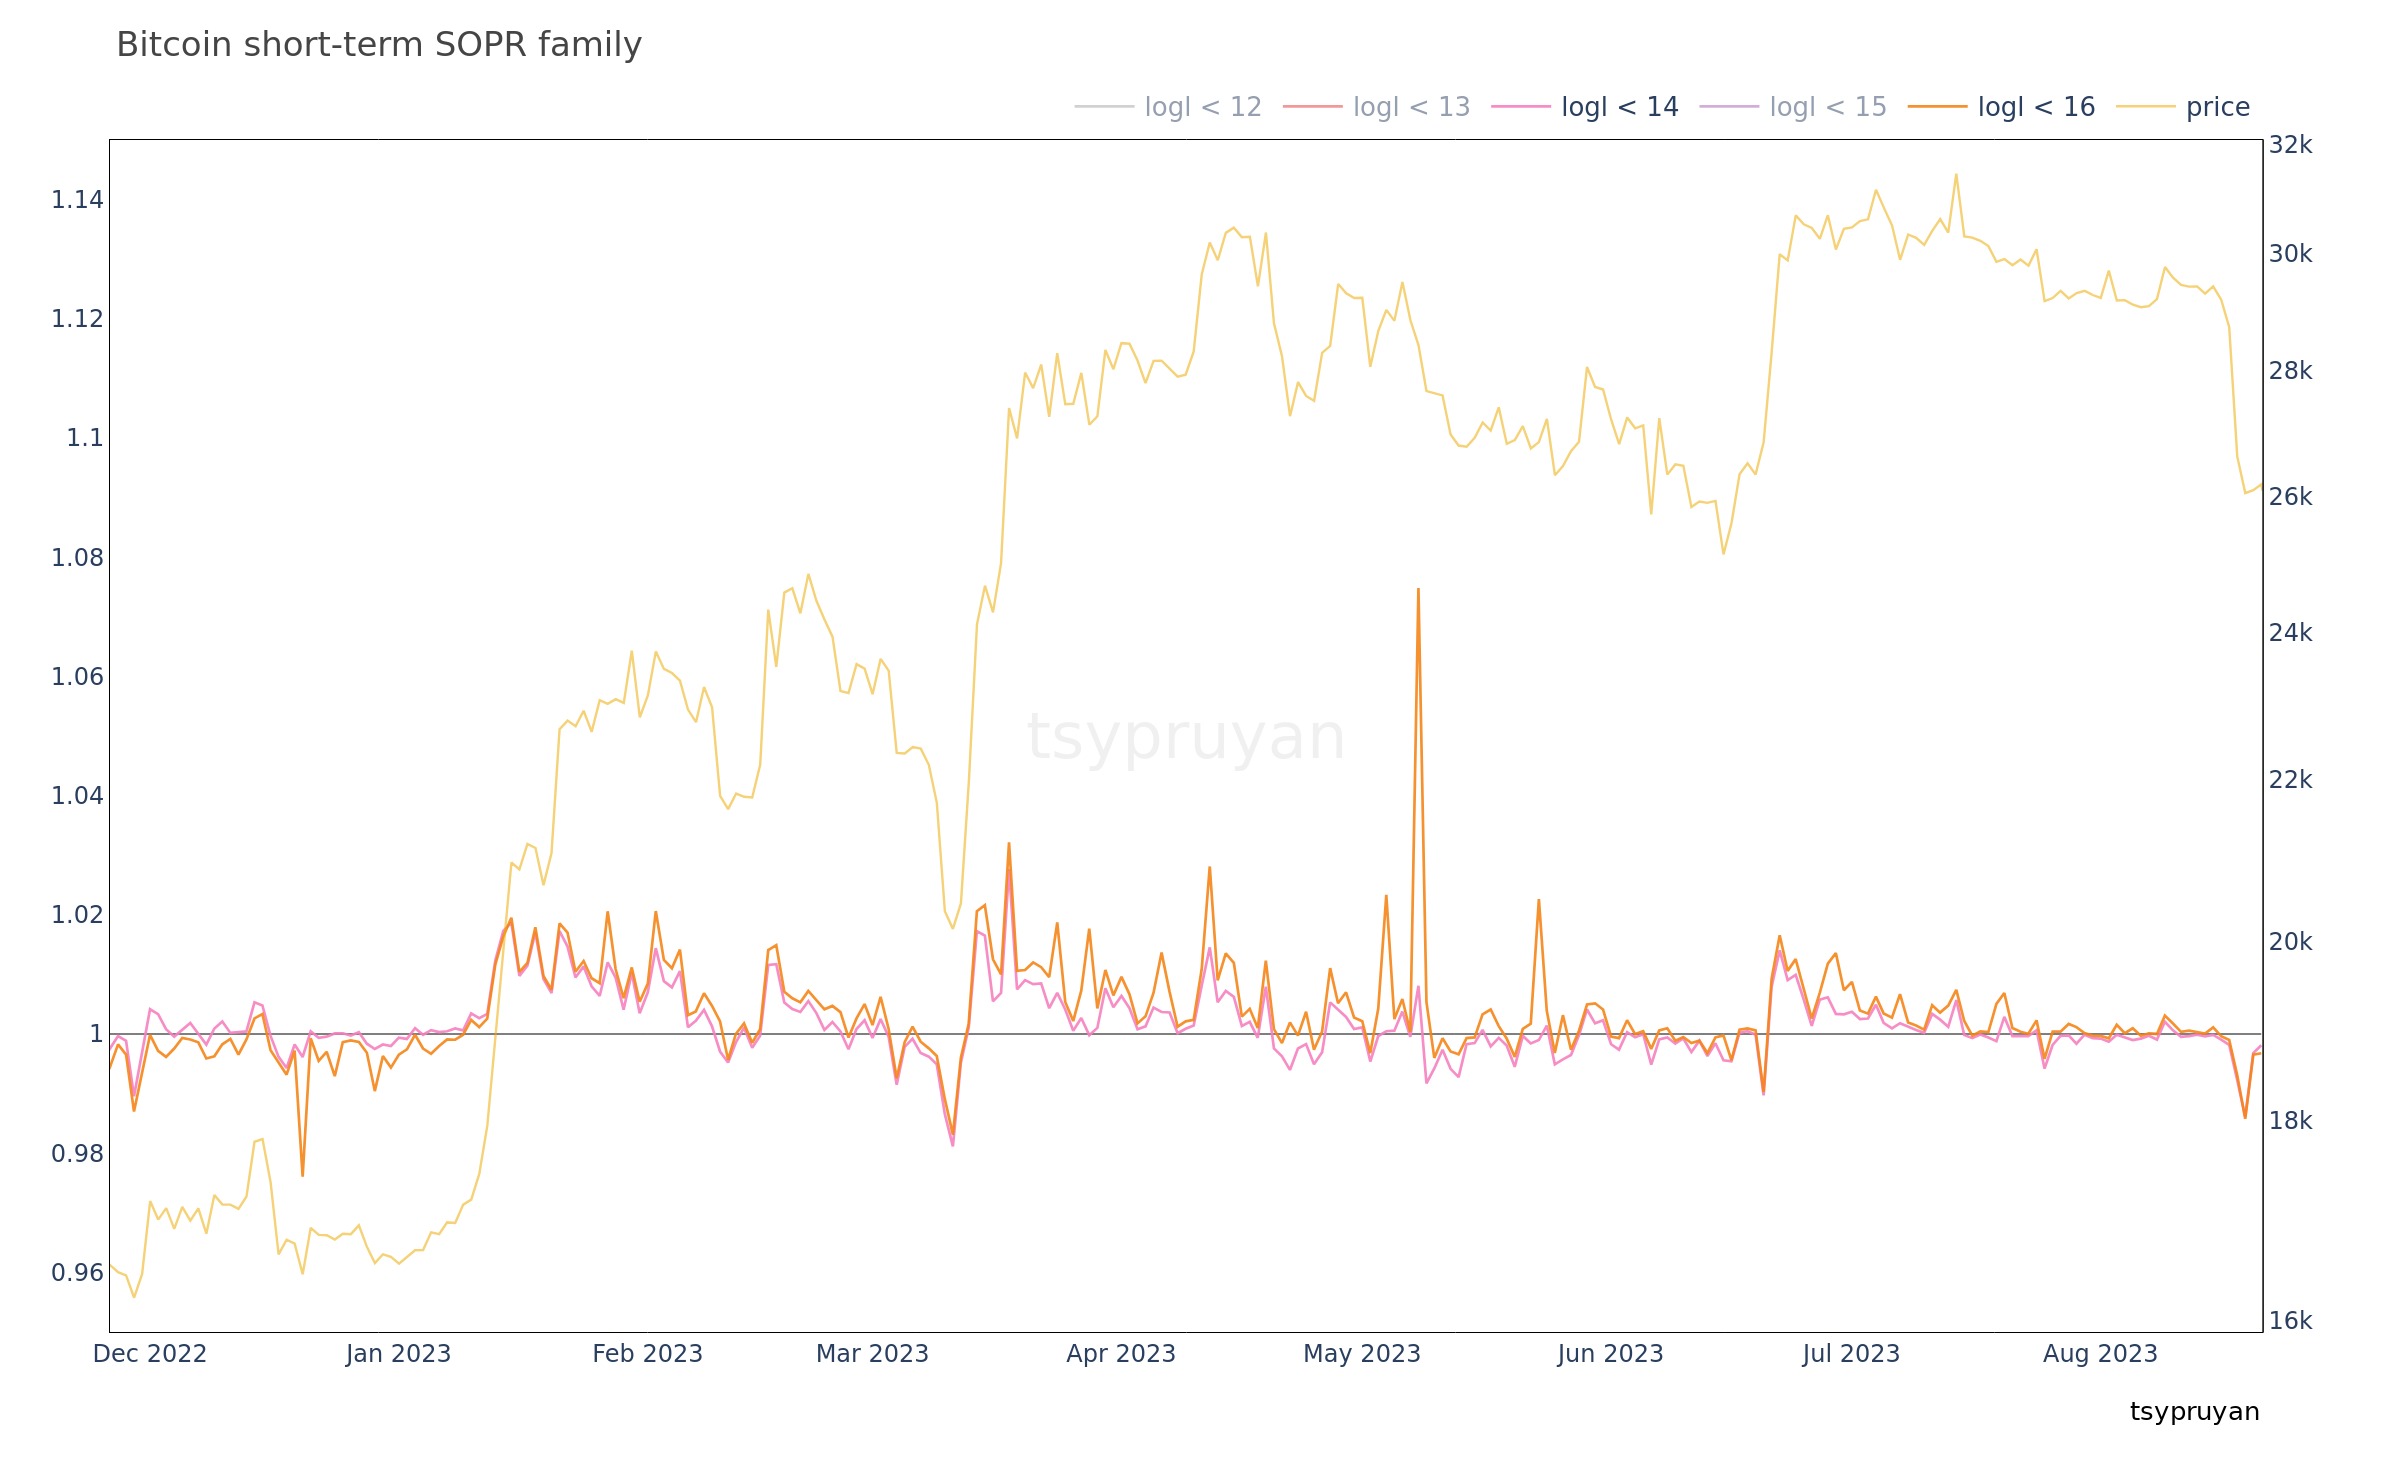 Bitcoin short-term SOPR family
logl < 12 logl < 13 logl < 14 logl < 15 logl < 16 price
1.14
1.12
1.1
1.08
1.06
1.04
1.02
1
0.98
0.96
32k
30k
28k
26k
24k
22k
20k
18k
16k
tsypruyan
Dec 2022 Jan 2023 Feb 2023 Mar 2023 Apr 2023 May 2023 Jun 2023 Jul 2023 Aug 2023
tsypruyan